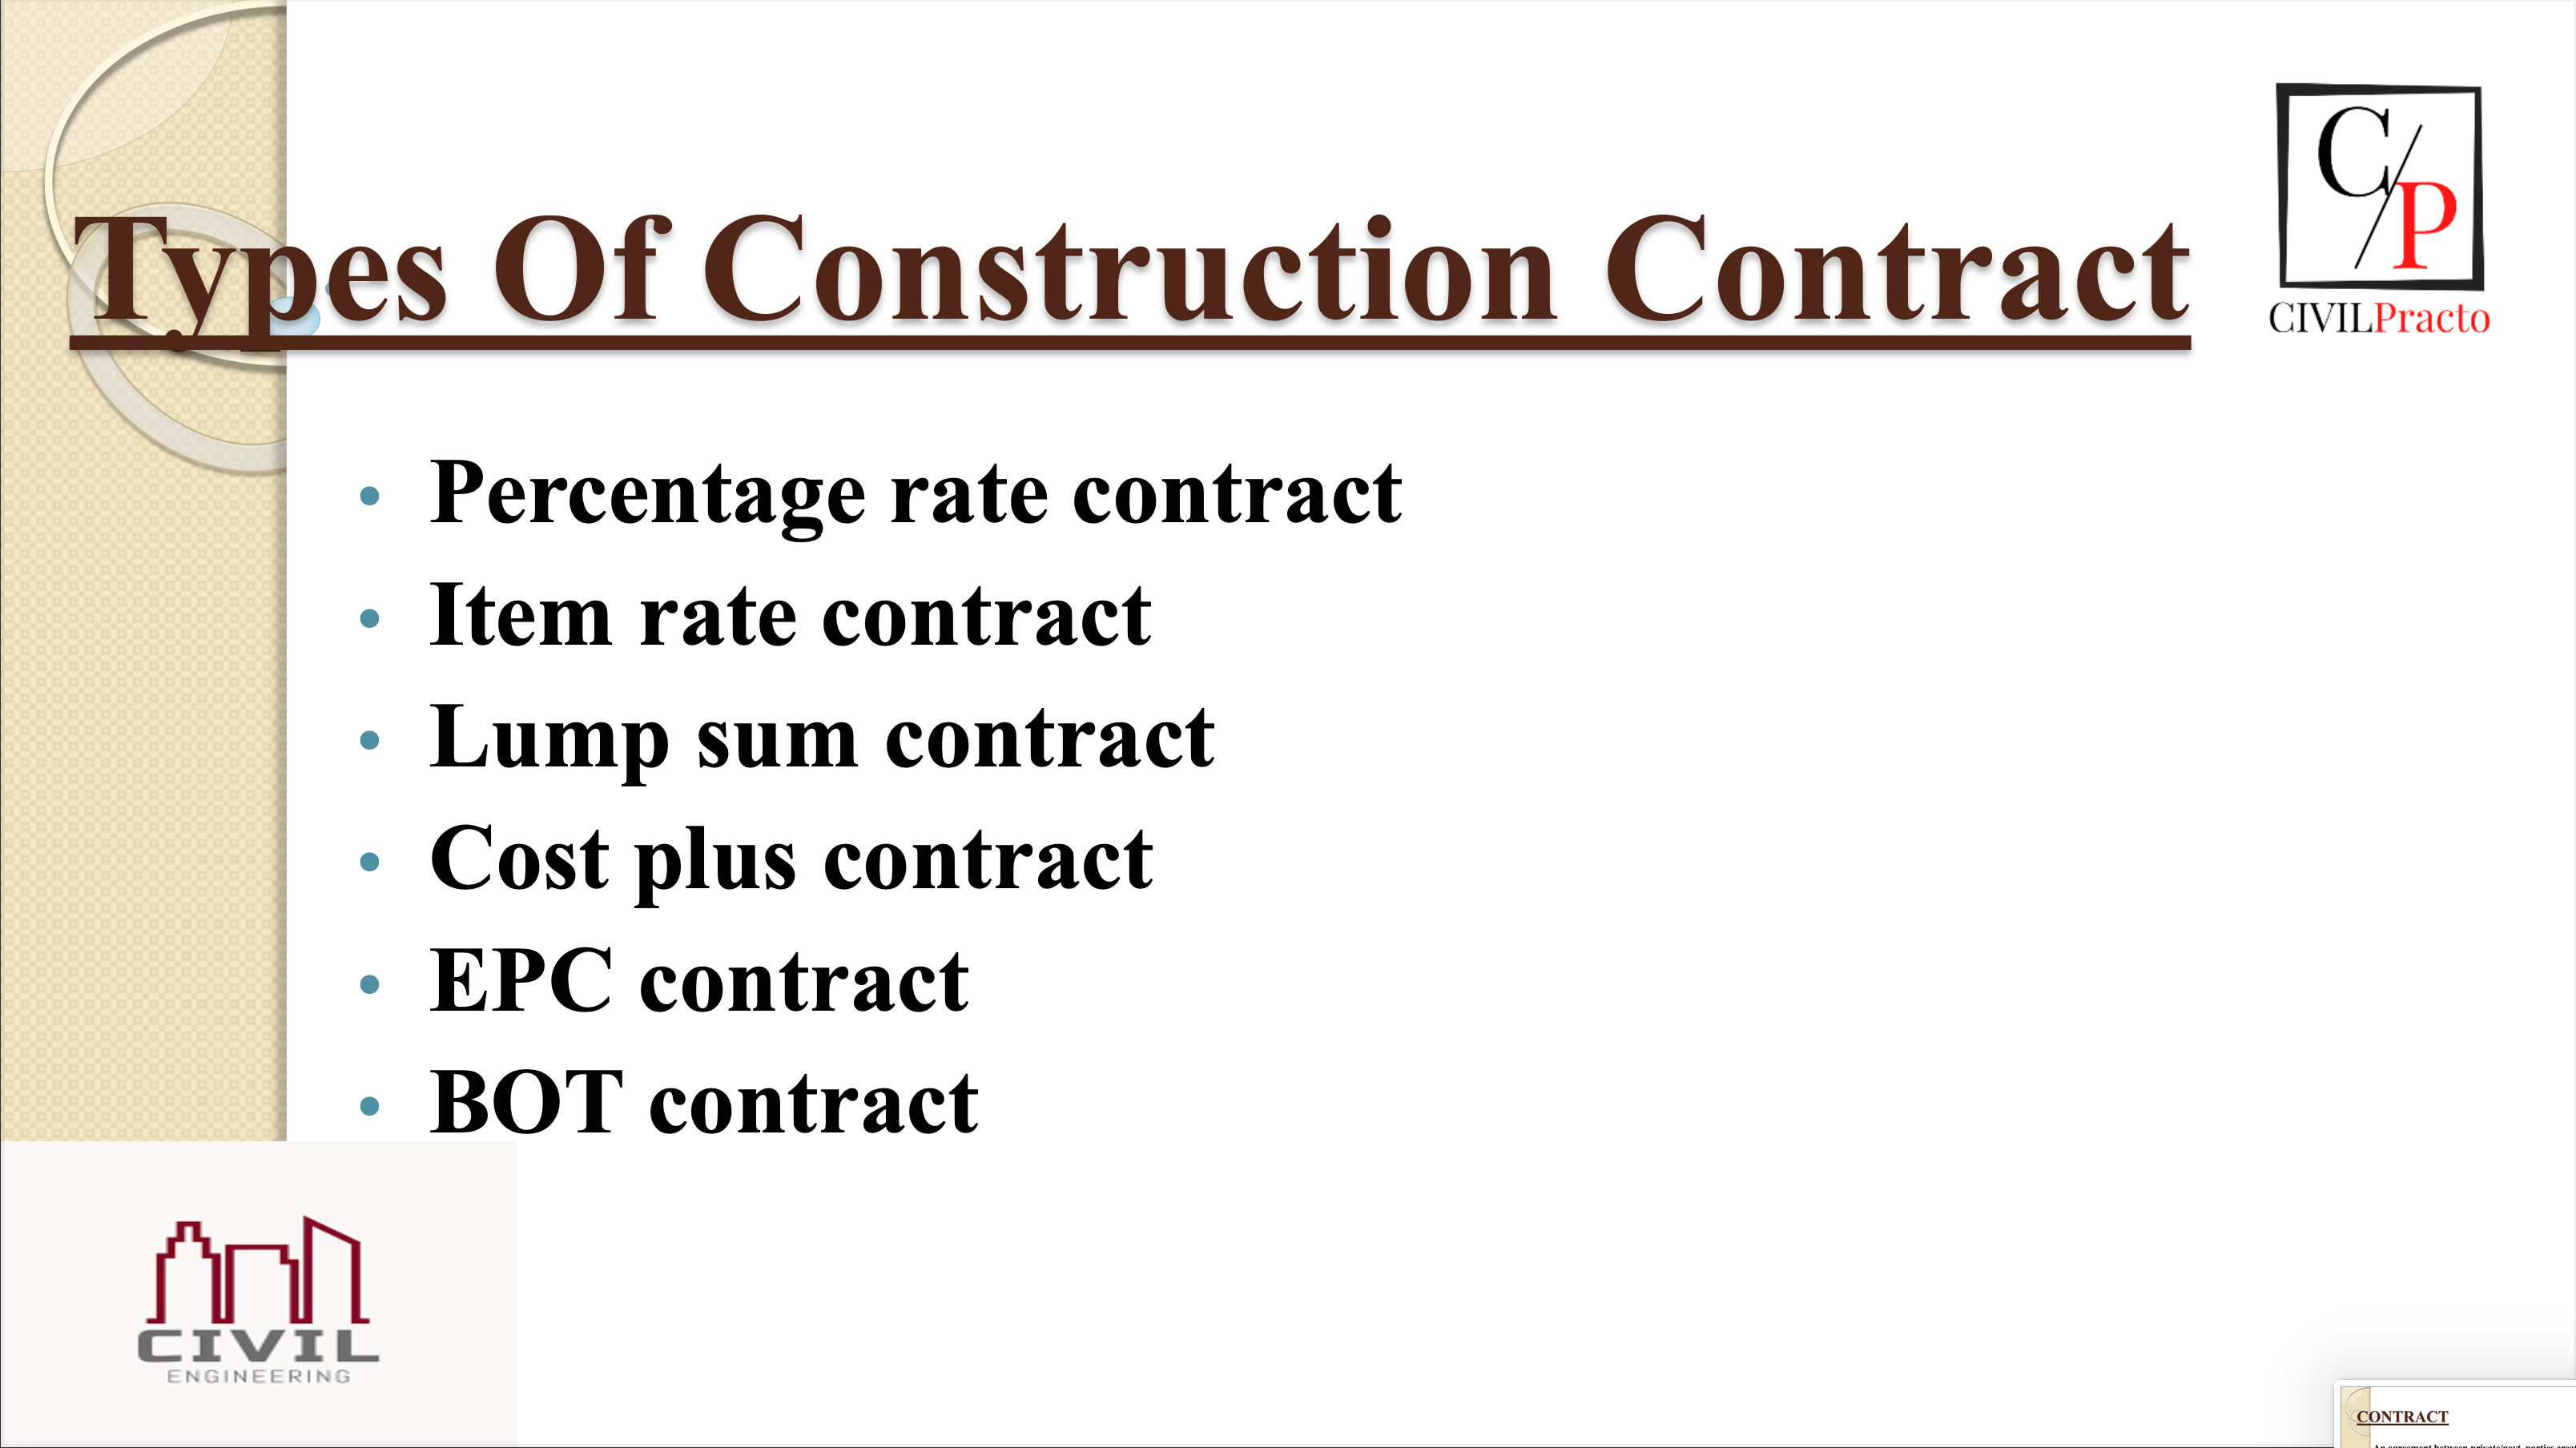 Types Of Construction Contract
C/P
CIVILPracto
• Percentage rate contract
• Item rate contract
• Lump sum contract
• Cost plus contract
• EPC contract
• BOT contract
CIVIL
ENGINEERING
CONTRACT